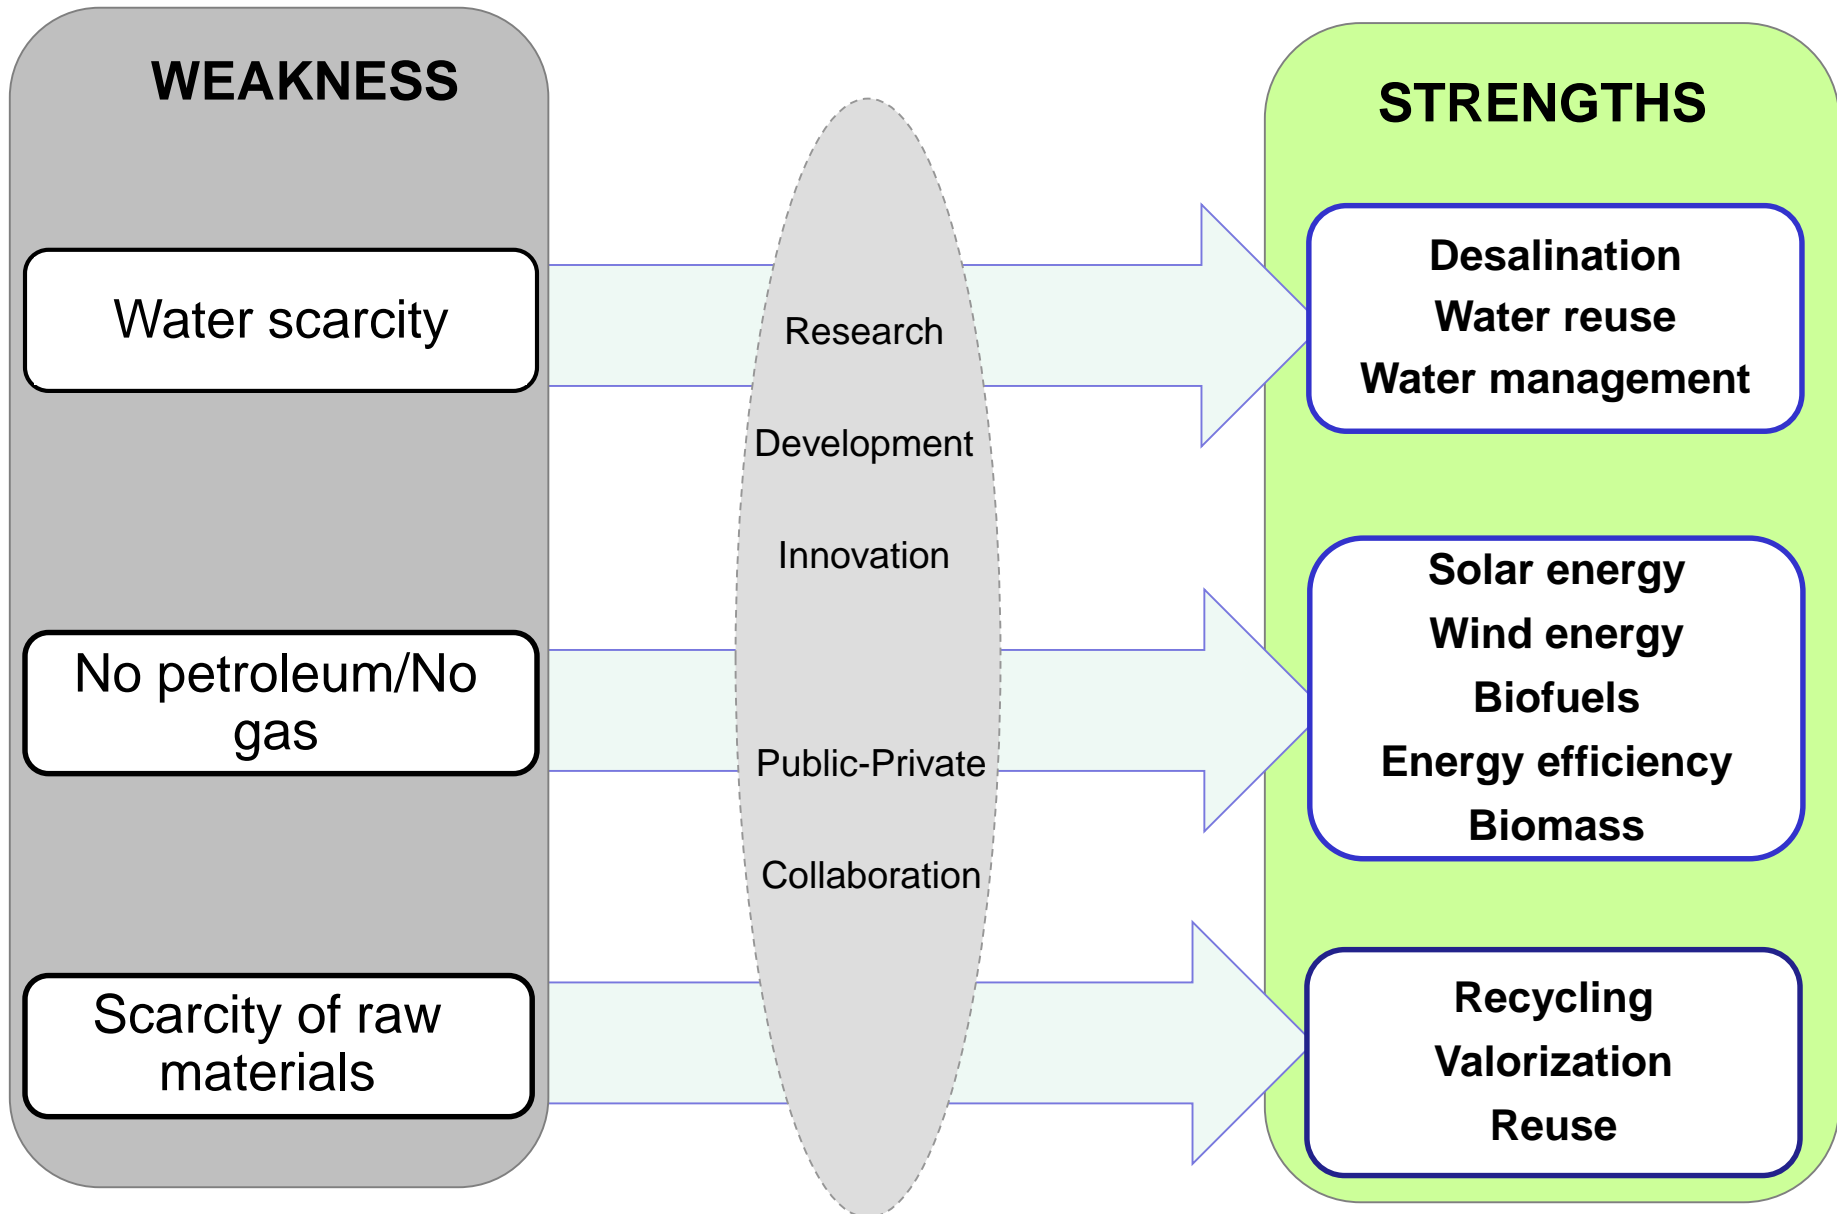 WEAKNESS
Water scarcity
No petroleum/No
gas
Scarcity of raw
materials
Research
Development
Innovation
Public-Private
Collaboration
STRENGTHS
Desalination
Water reuse
Water management
Solar energy
Wind energy
Biofuels
Energy efficiency
Biomass
Recycling
Valorization
Reuse